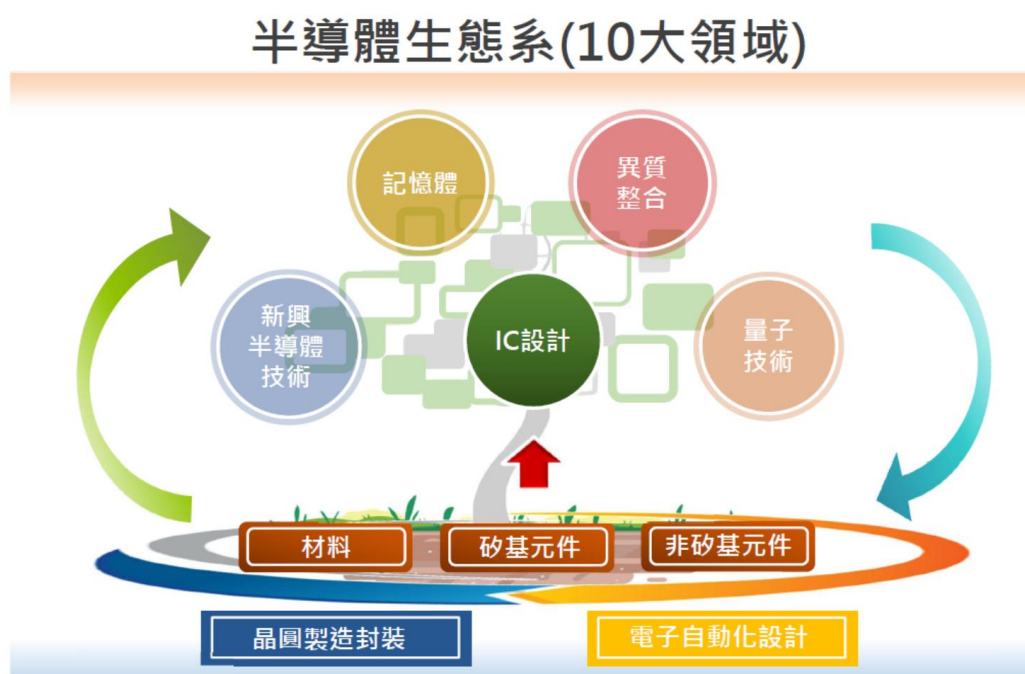 半導體生態系(10大領域)
記憶體
異質
整合
新興
半導體
技術
IC設計
量子
技術
材料
矽基元件
非矽基元件
晶圓製造封裝
電子自動化設計